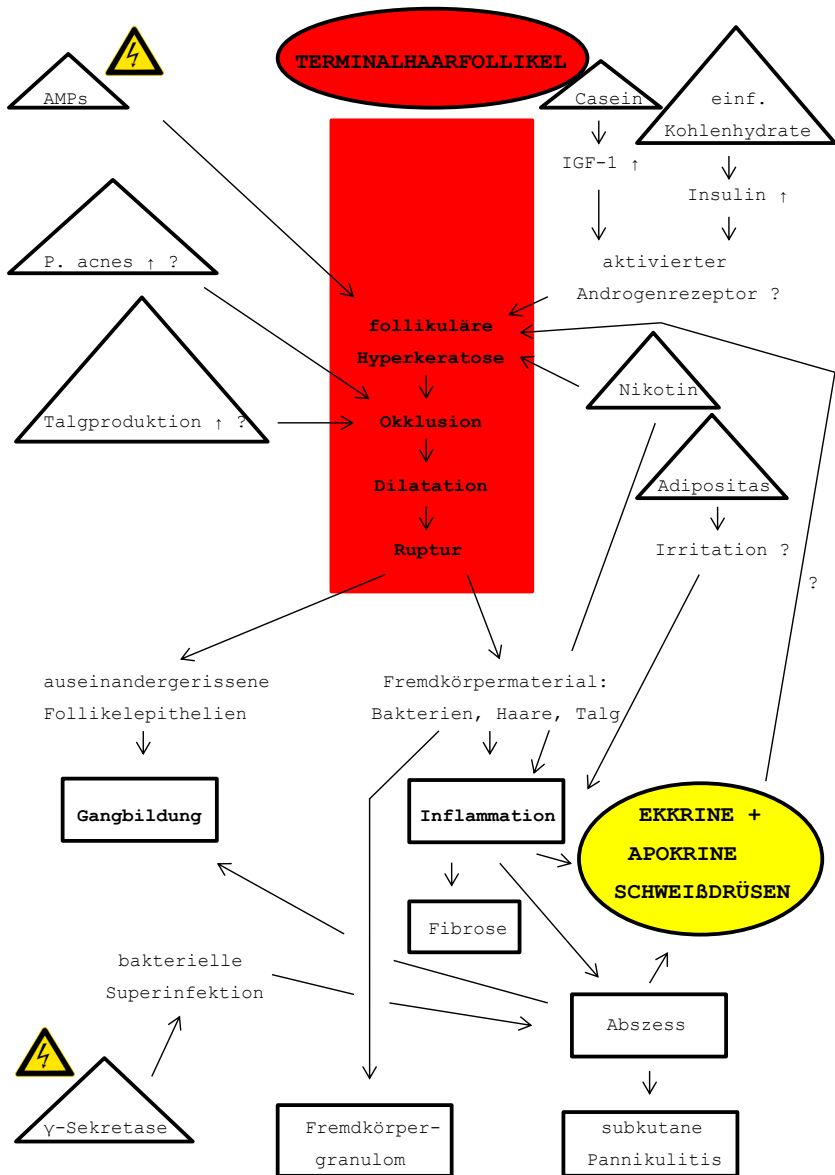 TERMINALHAARFOLLIKEL
AMPs
Casein
einf.
Kohlenhydrate
IGF-1 ↑
Insulin ↑
P. acnes ↑ ?
aktivierter
Androgenrezeptor ?
follikuläre
Hyperkeratose
Nikotin
Talgproduktion ↑ ?
Okklusion
Dilatation
Adipositas
Ruptur
Irritation ?
?
auseinandergerissene
Follikelepithelien
Fremdkörpermaterial:
Bakterien, Haare, Talg
Gangbildung
Inflammation
EKKRINE +
APOKRINE
SCHWEIßDRÜSEN
Fibrose
bakterielle
Superinfektion
Abszess
γ-Sekretase
Fremdkörper-
granulom
subkutane
Pannikulitis